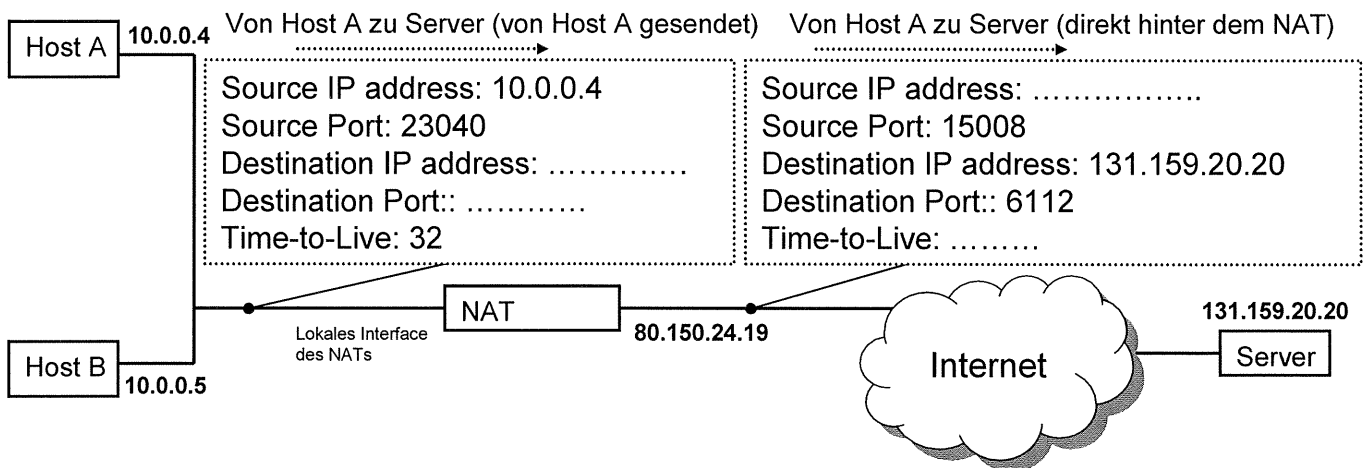 Von Host A zu Server (von Host A gesendet)
Von Host A zu Server (direkt hinter dem NAT)
Host A
10.0.0.4
Source IP address: 10.0.0.4
Source Port: 23040
Destination IP address: ................
Destination Port:: .............
Time-to-Live: 32
Source IP address: ..................
Source Port: 15008
Destination IP address: 131.159.20.20
Destination Port:: 6112
Time-to-Live: .........
NAT
Lokales Interface
des NATs
80.150.24.19
Internet
131.159.20.20
Server
Host B
10.0.0.5